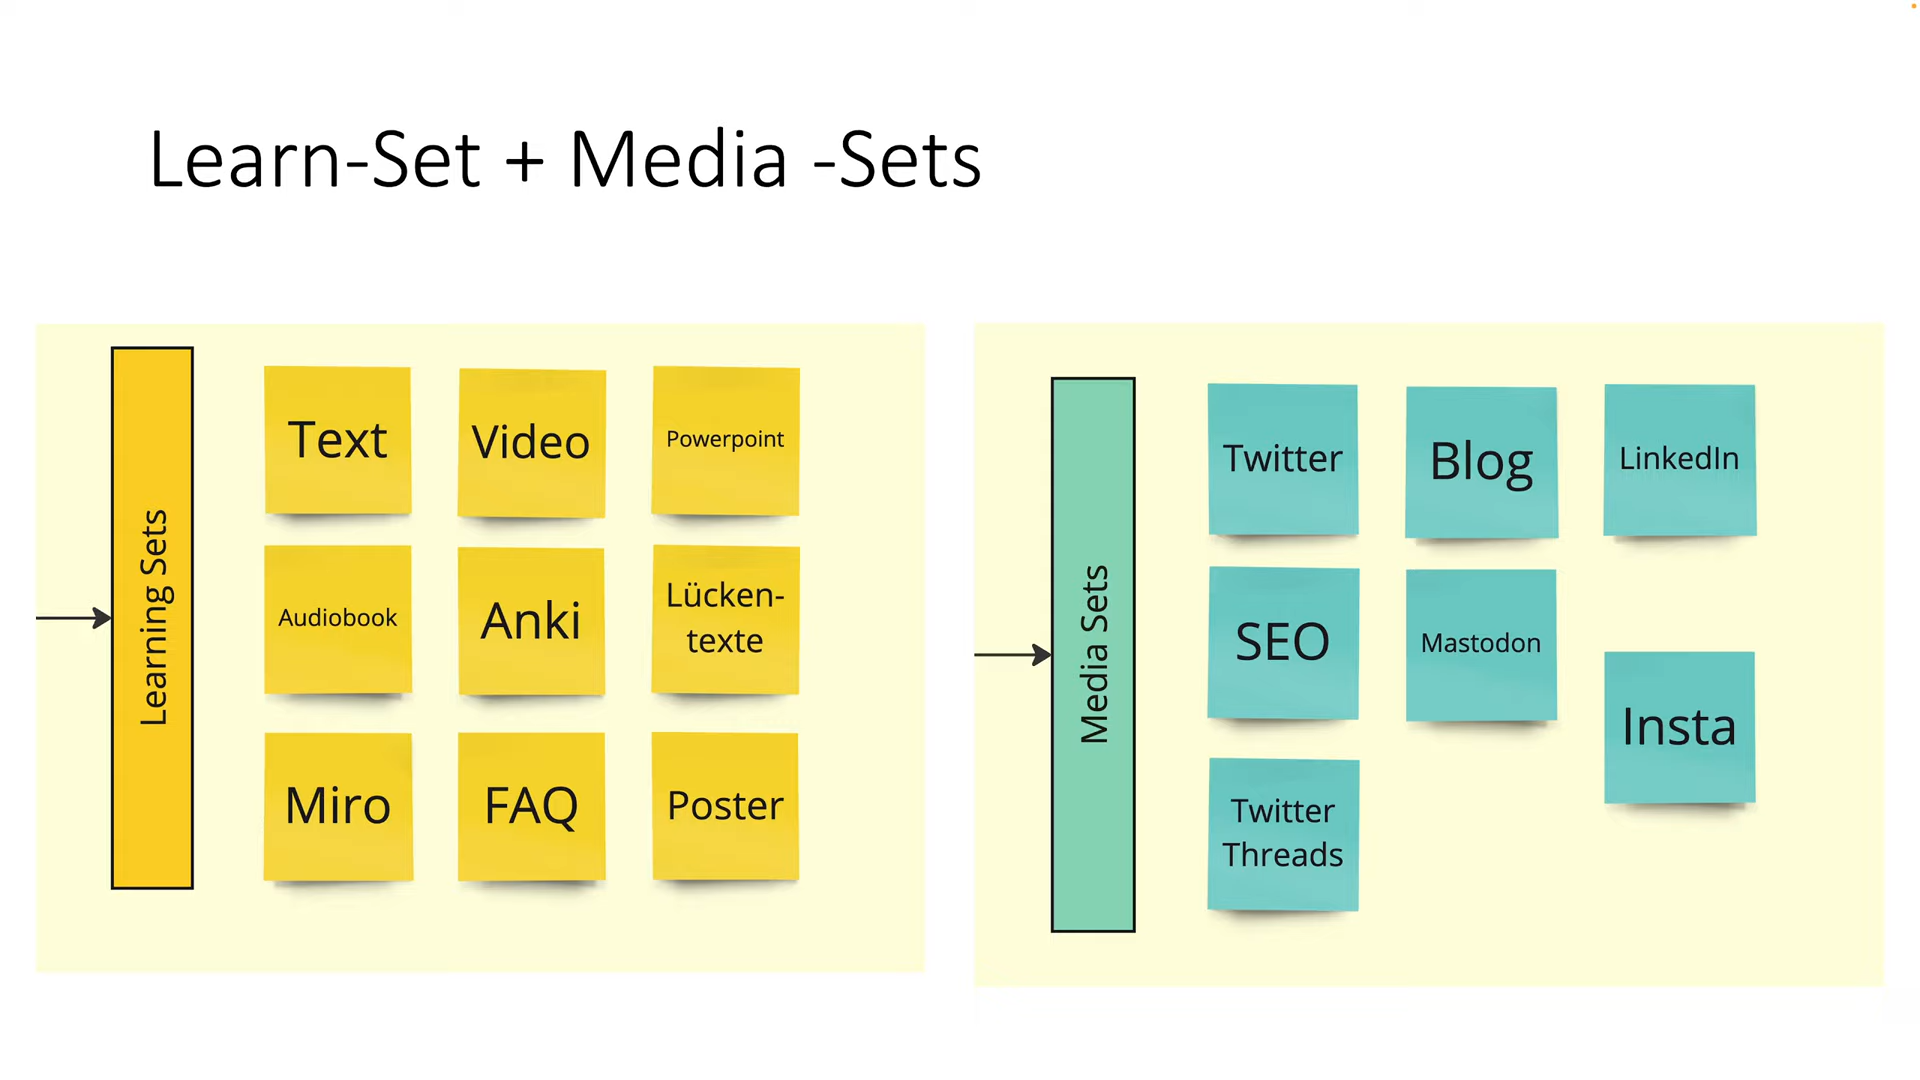 Learn-Set + Media -Sets
Learning Sets
Text
Video
Powerpoint
Audiobook
Anki
Lücken-
texte
Miro
FAQ
Poster
Media Sets
Twitter
Blog
LinkedIn
SEO
Mastodon
Insta
Twitter
Threads